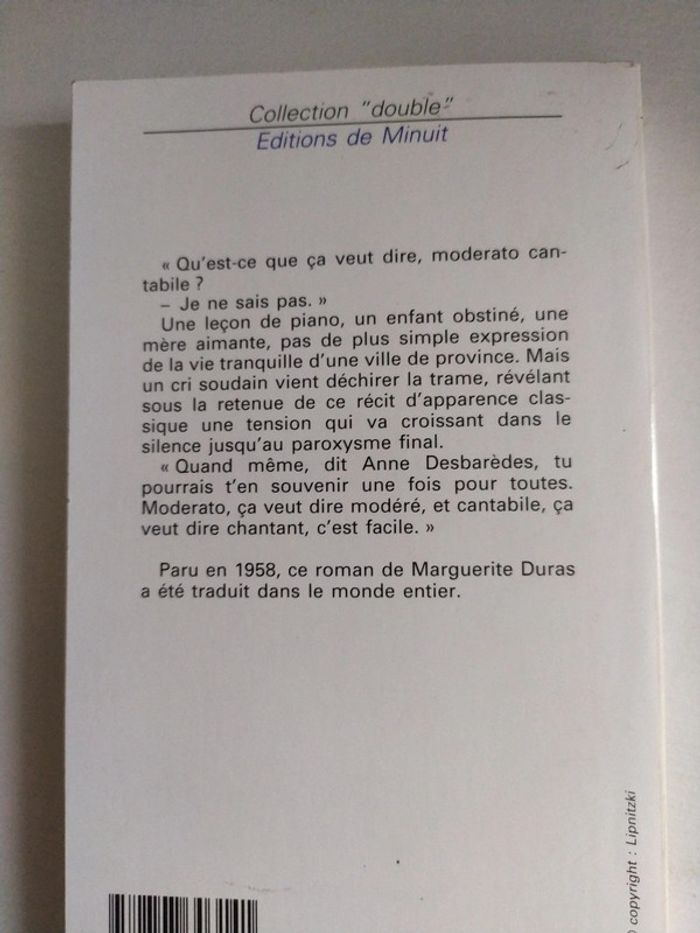 Collection "double"
Editions de Minuit
« Qu'est-ce que ça veut dire, moderato can-
tabile ?
– Je ne sais pas. »
Une leçon de piano, un enfant obstiné, une
mère aimante, pas de plus simple expression
de la vie tranquille d'une ville de province. Mais
un cri soudain vient déchirer la trame, révélant
sous la retenue de ce récit d'apparence clas-
sique une tension qui va croissant dans le
silence jusqu'au paroxysme final.
« Quand même, dit Anne Desbarèdes, tu
pourrais t'en souvenir une fois pour toutes.
Moderato, ça veut dire modéré, et cantabile, ça
veut dire chantant, c'est facile. »
Paru en 1958, ce roman de Marguerite Duras
a été traduit dans le monde entier.
copyright : Lipnitzki